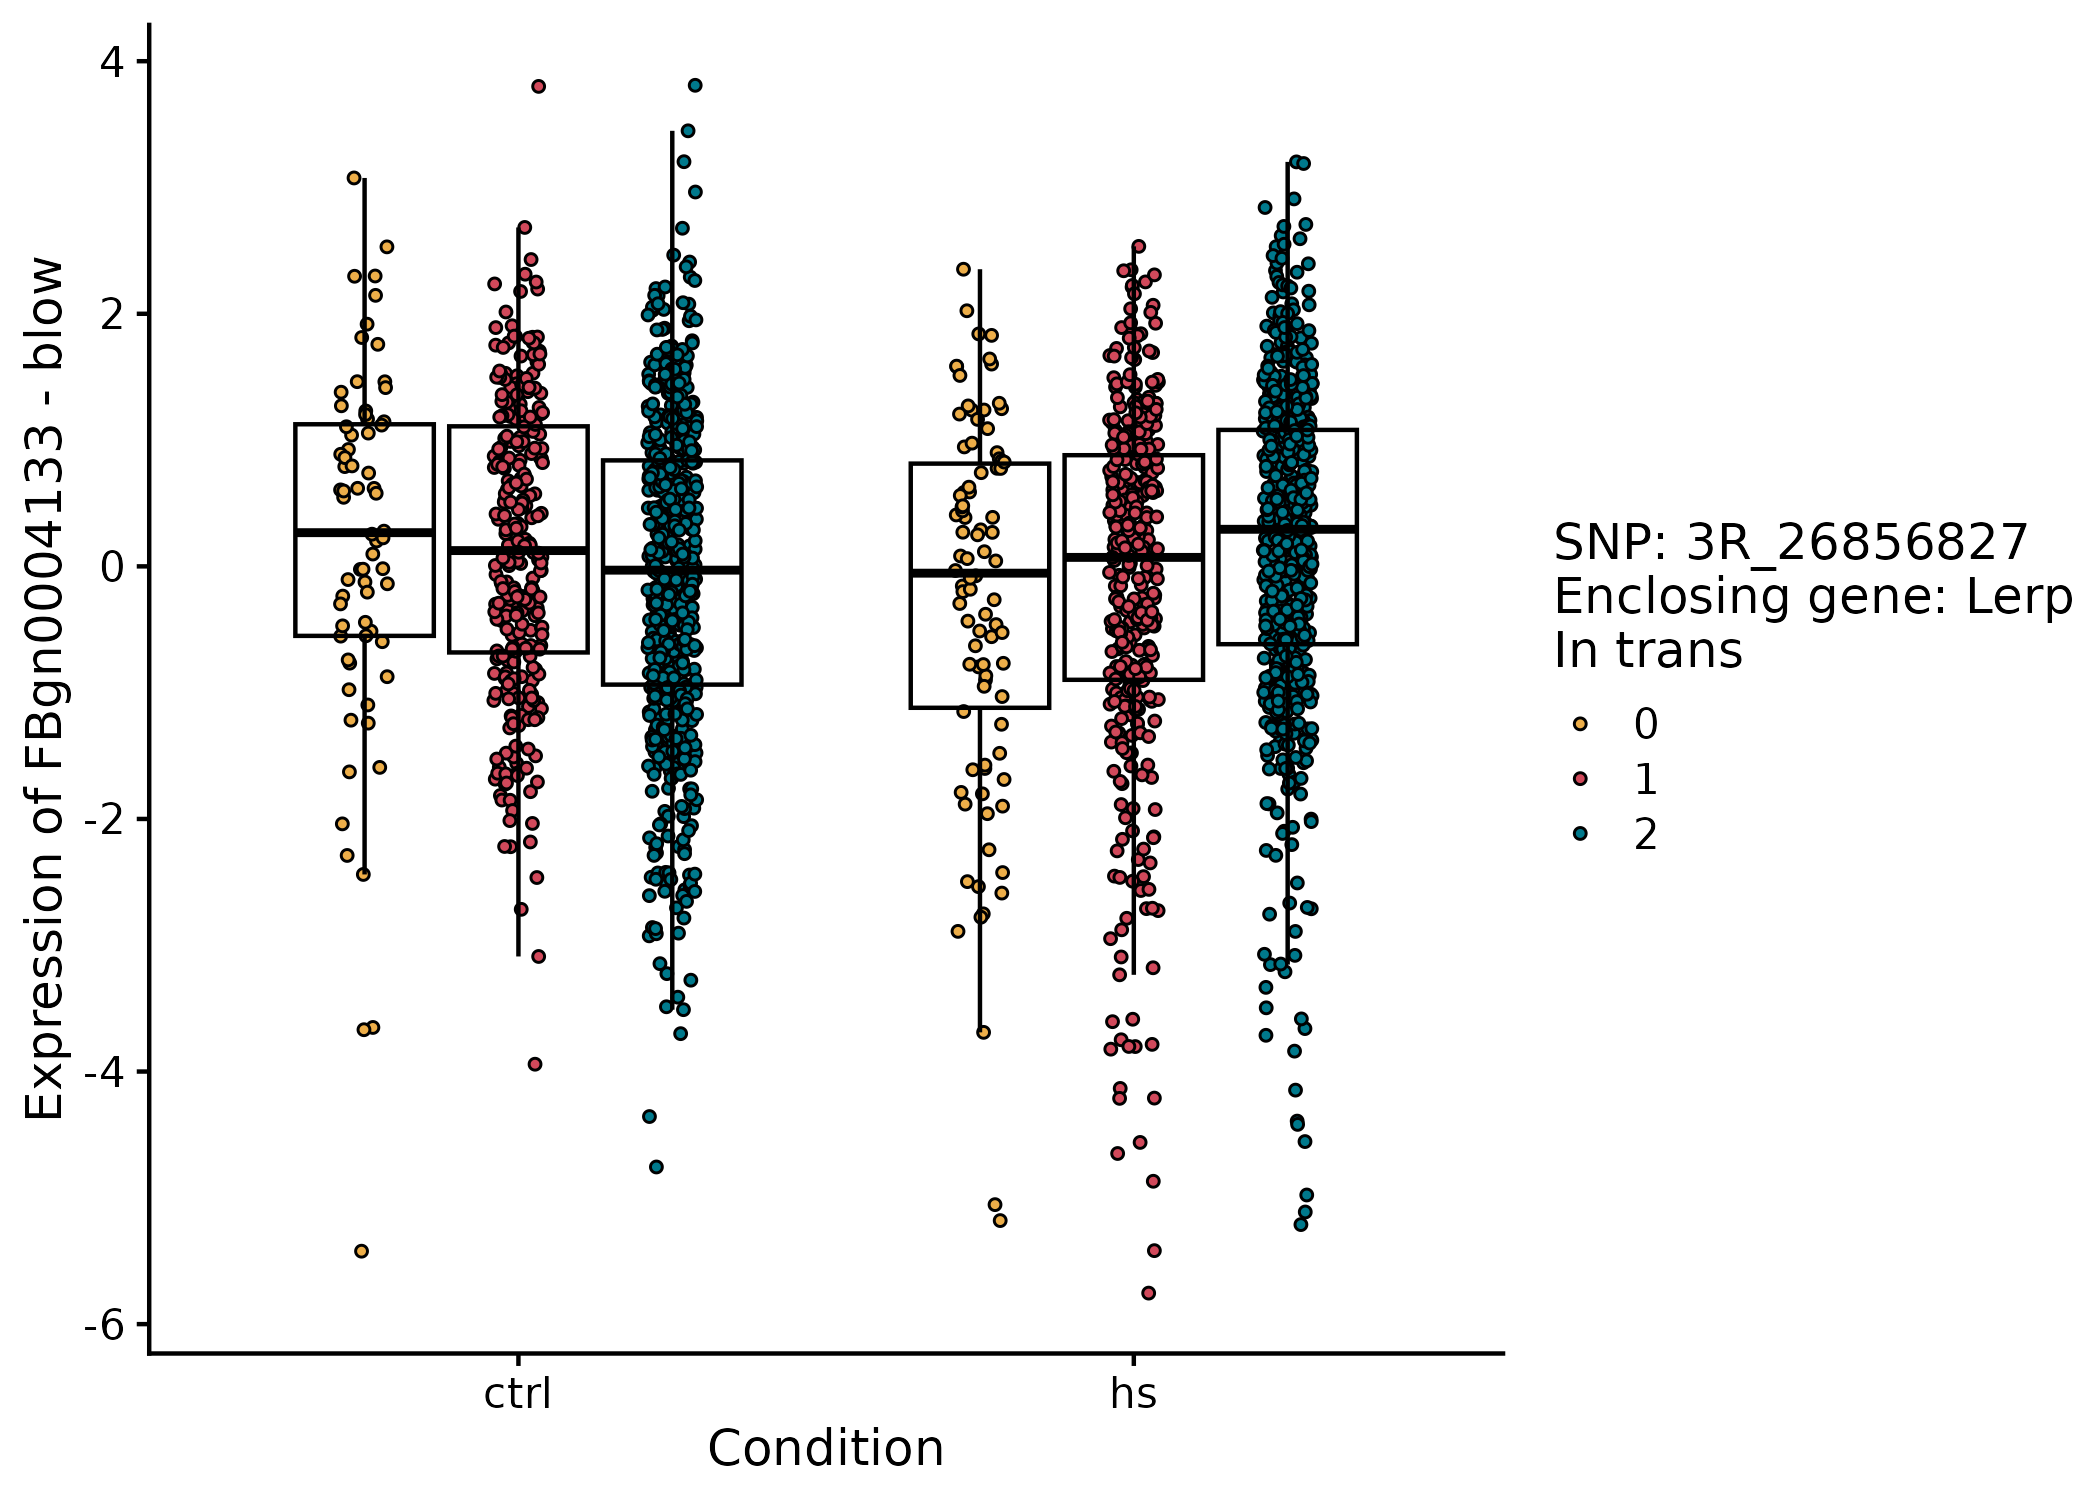 Expression of FBgn0004133 - blow
4
2
0
-2
-4
-6
ctrl
hs
Condition
SNP: 3R_26856827
Enclosing gene: Lerp
In trans
0
1
2